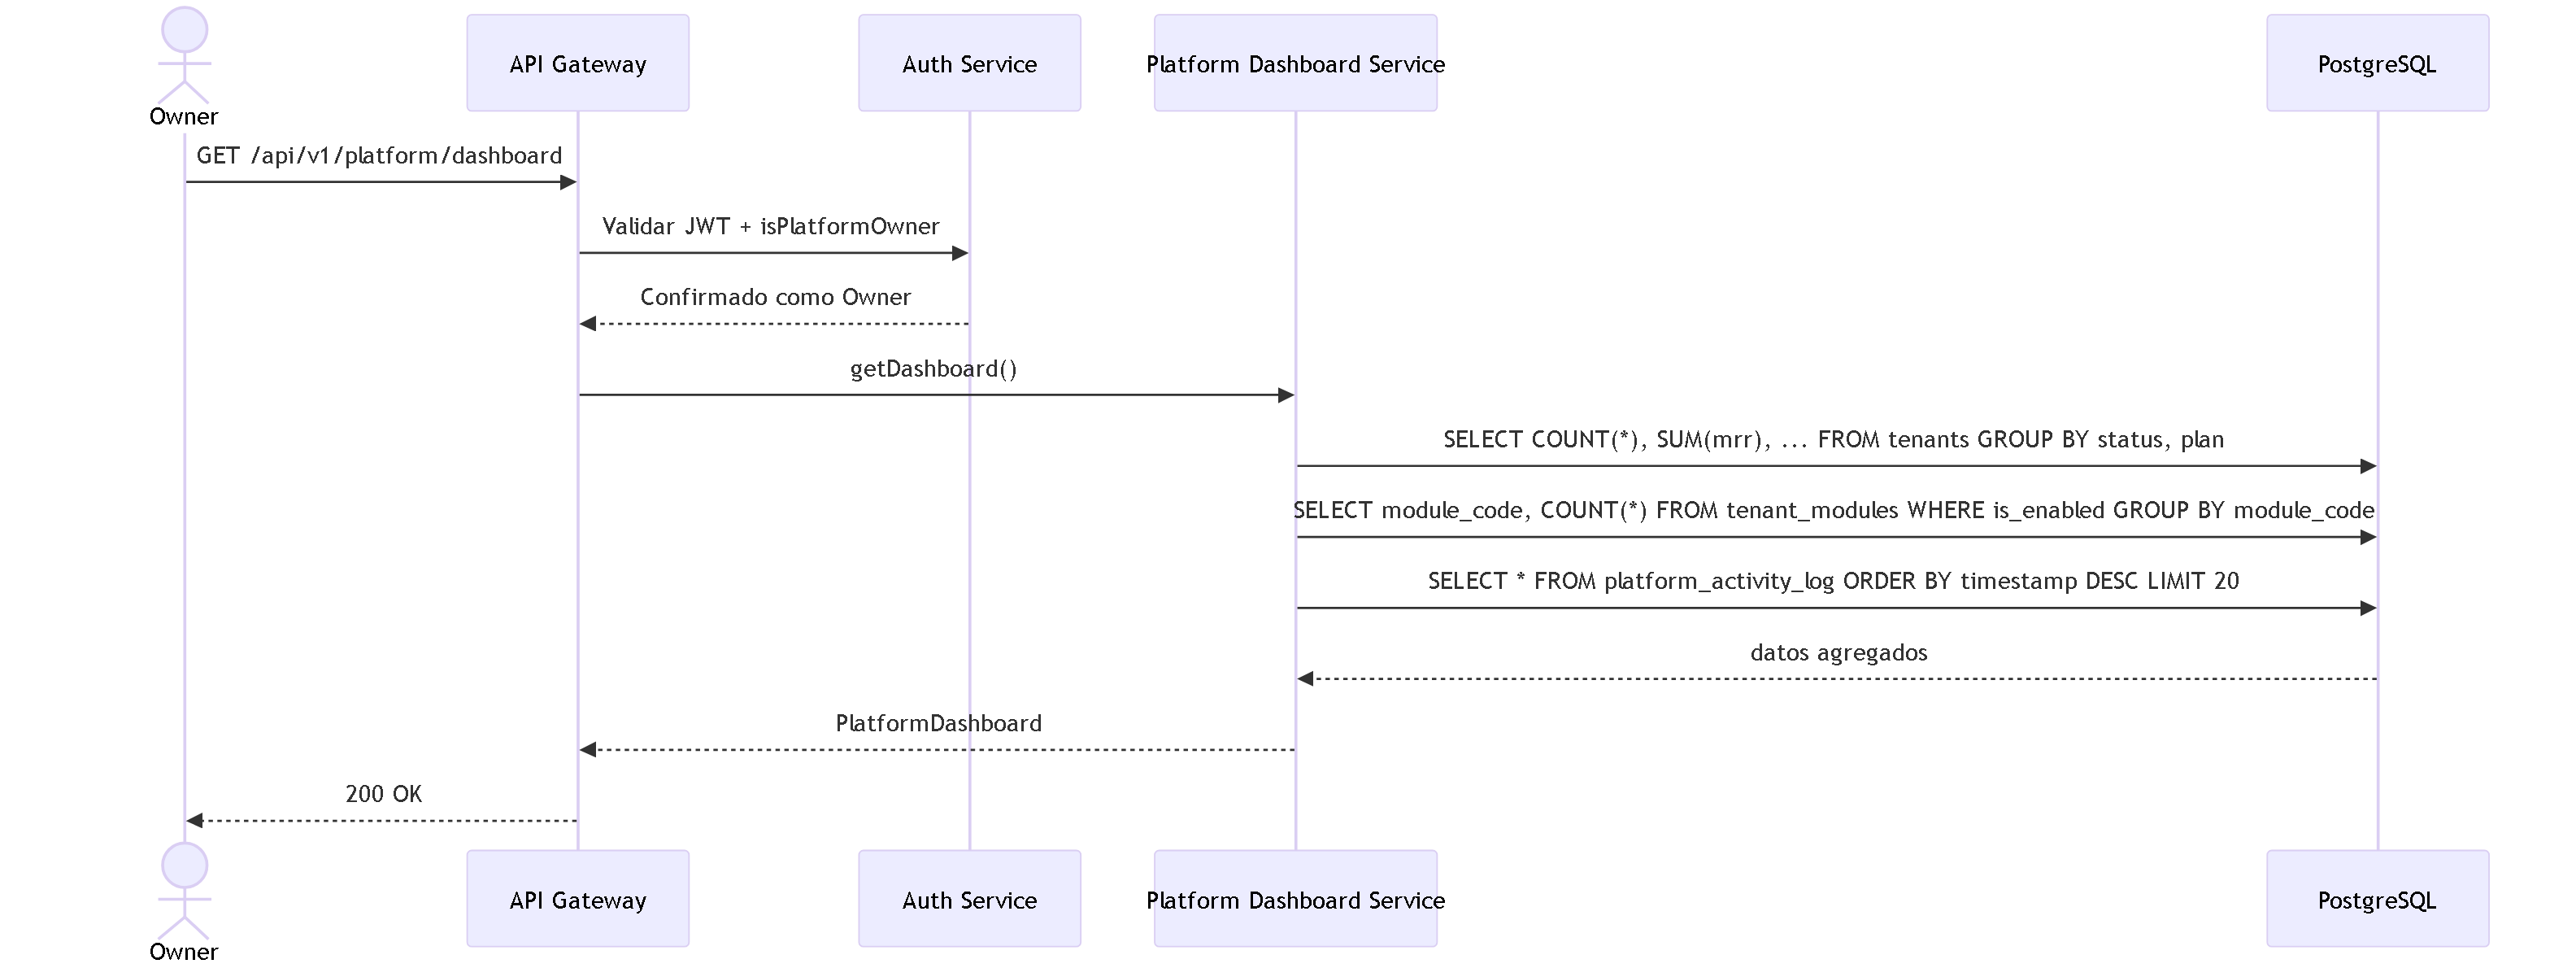 API Gateway
Auth Service
Platform Dashboard Service
PostgreSQL
Owner
GET /api/v1/platform/dashboard
Validar JWT + isPlatformOwner
Confirmado como Owner
getDashboard()
SELECT COUNT(*), SUM(mrr), ... FROM tenants GROUP BY status, plan
SELECT module_code, COUNT(*) FROM tenant_modules WHERE is_enabled GROUP BY module_code
SELECT * FROM platform_activity_log ORDER BY timestamp DESC LIMIT 20
datos agregados
PlatformDashboard
200 OK
API Gateway
Auth Service
Platform Dashboard Service
PostgreSQL
Owner